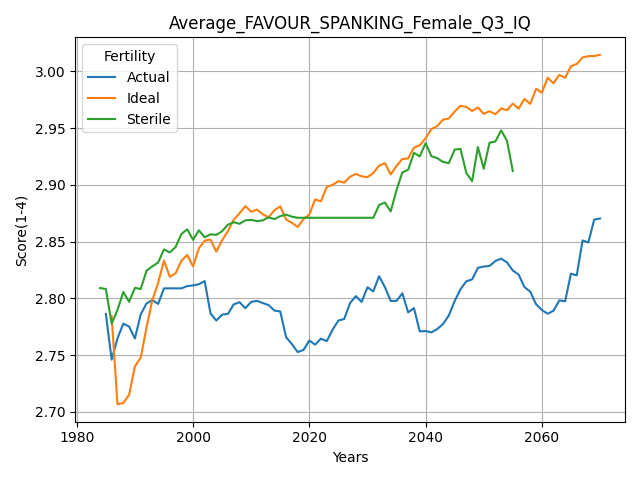 Average_FAVOUR_SPANKING_Female_Q3_IQ
Fertility
Actual
Ideal
Sterile
Score(1-4)
3.00
2.95
2.90
2.85
2.80
2.75
2.70
1980
2000
2020
2040
2060
Years